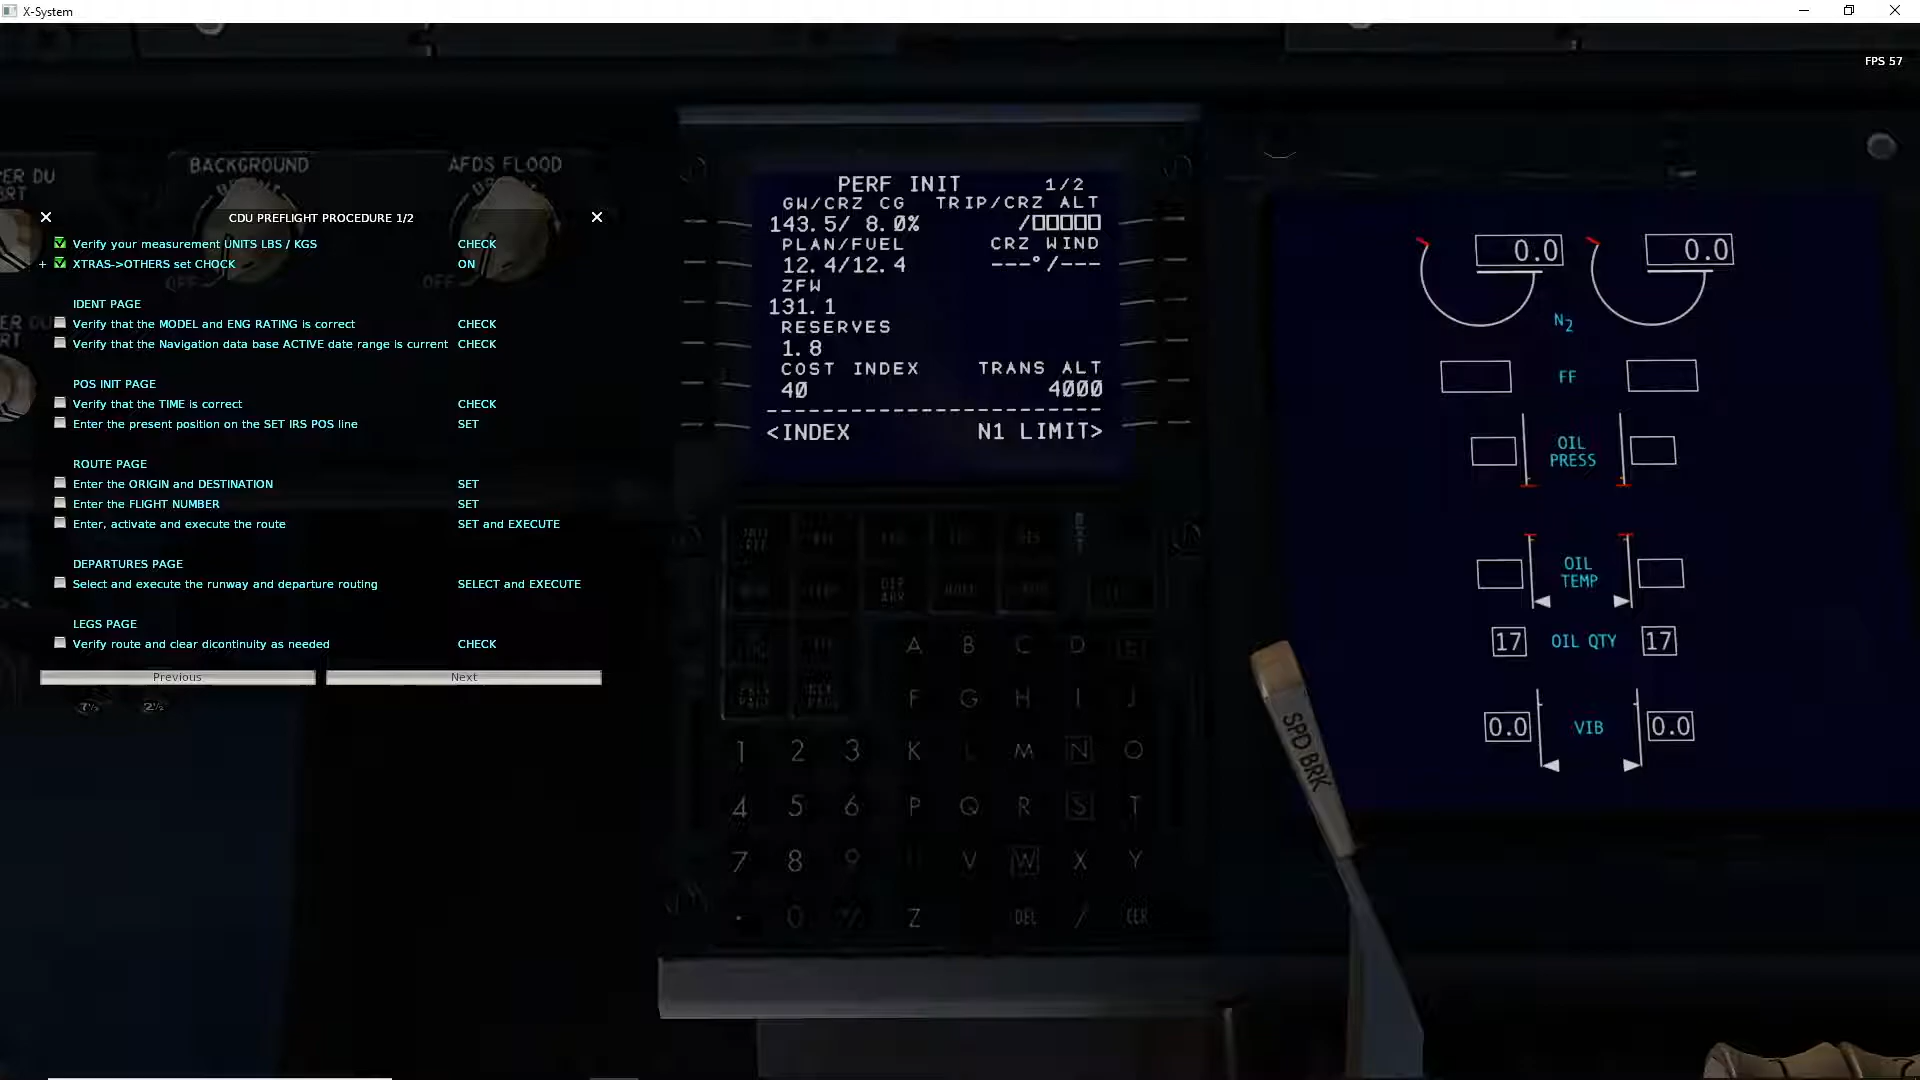 X-System
FPS 57
BACKGROUND
AFDS FLOOD
OFF
OFF
CDU PREFLIGHT PROCEDURE 1/2
Verify your measurement UNITS LBS / KGS CHECK
+ XTRAS->OTHERS set CHOCK ON
IDENT PAGE
Verify that the MODEL and ENG RATING is correct CHECK
Verify that the Navigation data base ACTIVE date range is current CHECK
POS INIT PAGE
Verify that the TIME is correct CHECK
Enter the present position on the SET IRS POS line SET
ROUTE PAGE
Enter the ORIGIN and DESTINATION SET
Enter the FLIGHT NUMBER SET
Enter, activate and execute the route SET and EXECUTE
DEPARTURES PAGE
Select and execute the runway and departure routing SELECT and EXECUTE
LEGS PAGE
Verify route and clear dicontinuity as needed CHECK
Previous Next
PERF INIT 1/2
GW/CRZ CG TRIP/CRZ ALT
143.5/ 8.0% /□□□□□
PLAN/FUEL CRZ WIND
12.4/12.4 ---°/---
ZFW
131.1
RESERVES
1.8
COST INDEX TRANS ALT
40 4000
<INDEX N1 LIMIT>
DEP
ARR
A B C D
F G H I J
1 2 3 K L M N O
4 5 6 P Q R S T
7 8 9 V W X Y
. 0 Z DEL / CLR
0.0 0.0
N2
FF
OIL
PRESS
OIL
TEMP
17 OIL QTY 17
0.0 VIB 0.0
SPD BRK